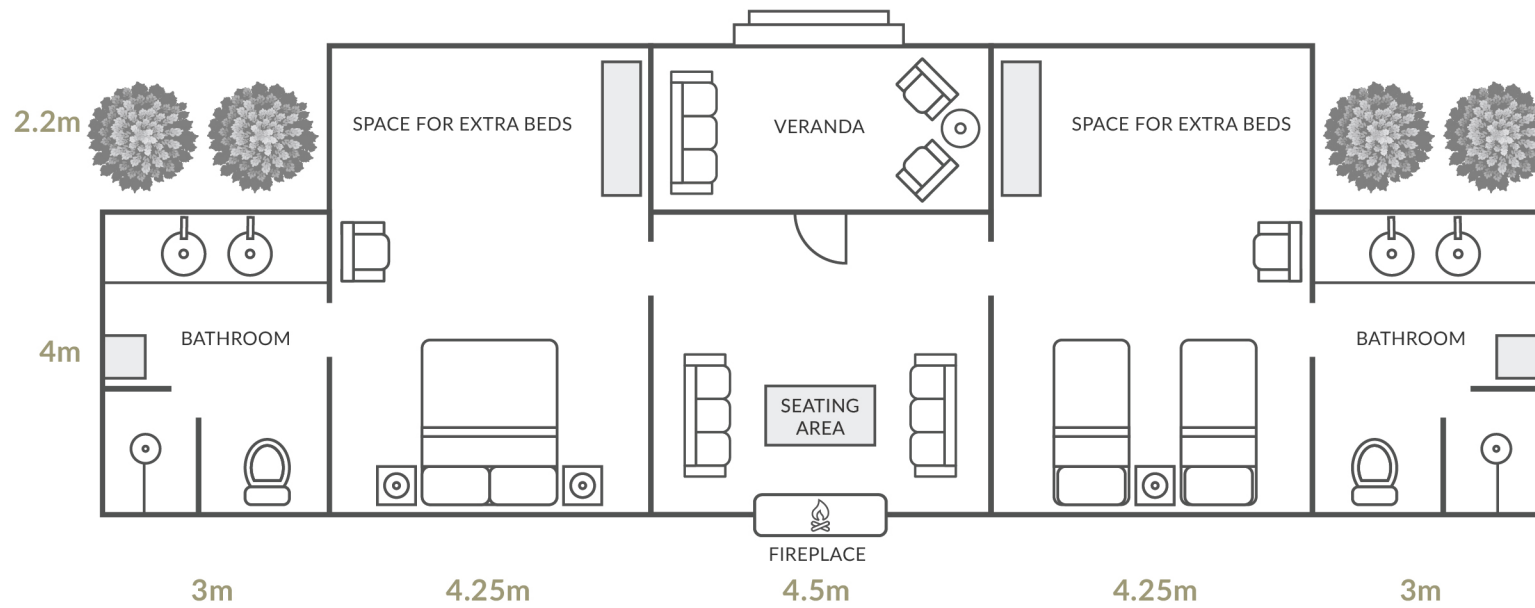 2.2m
SPACE FOR EXTRA BEDS
VERANDA
SPACE FOR EXTRA BEDS
4m
BATHROOM
BATHROOM
SEATING
AREA
FIREPLACE
3m
4.25m
4.5m
4.25m
3m